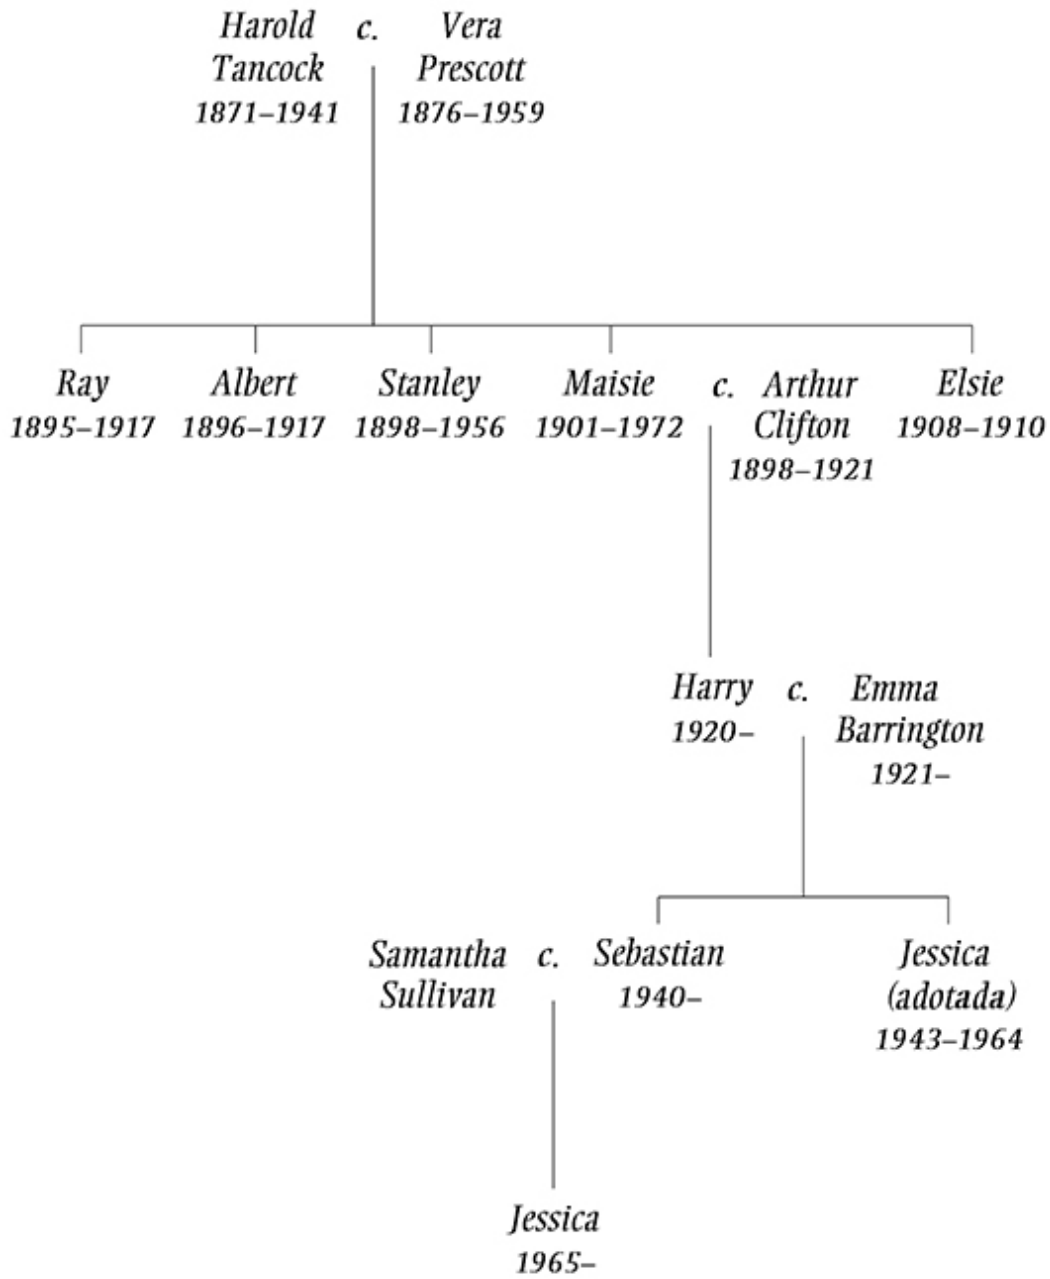 Harold c. Vera
Tancock Prescott
1871–1941 1876–1959
Ray Albert Stanley Maisie c. Arthur Elsie
1895–1917 1896–1917 1898–1956 1901–1972 Clifton 1908–1910
1898–1921
Harry c. Emma
1920– Barrington
1921–
Samantha c. Sebastian Jessica
Sullivan 1940– (adotada)
1943–1964
Jessica
1965–